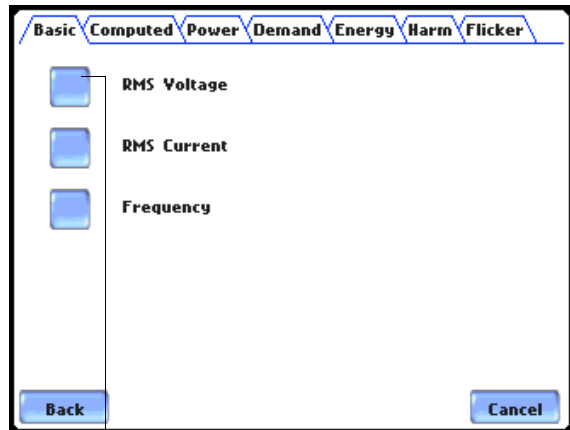 Basic Computed Power Demand Energy Harm Flicker
RMS Voltage
RMS Current
Frequency
Back Cancel